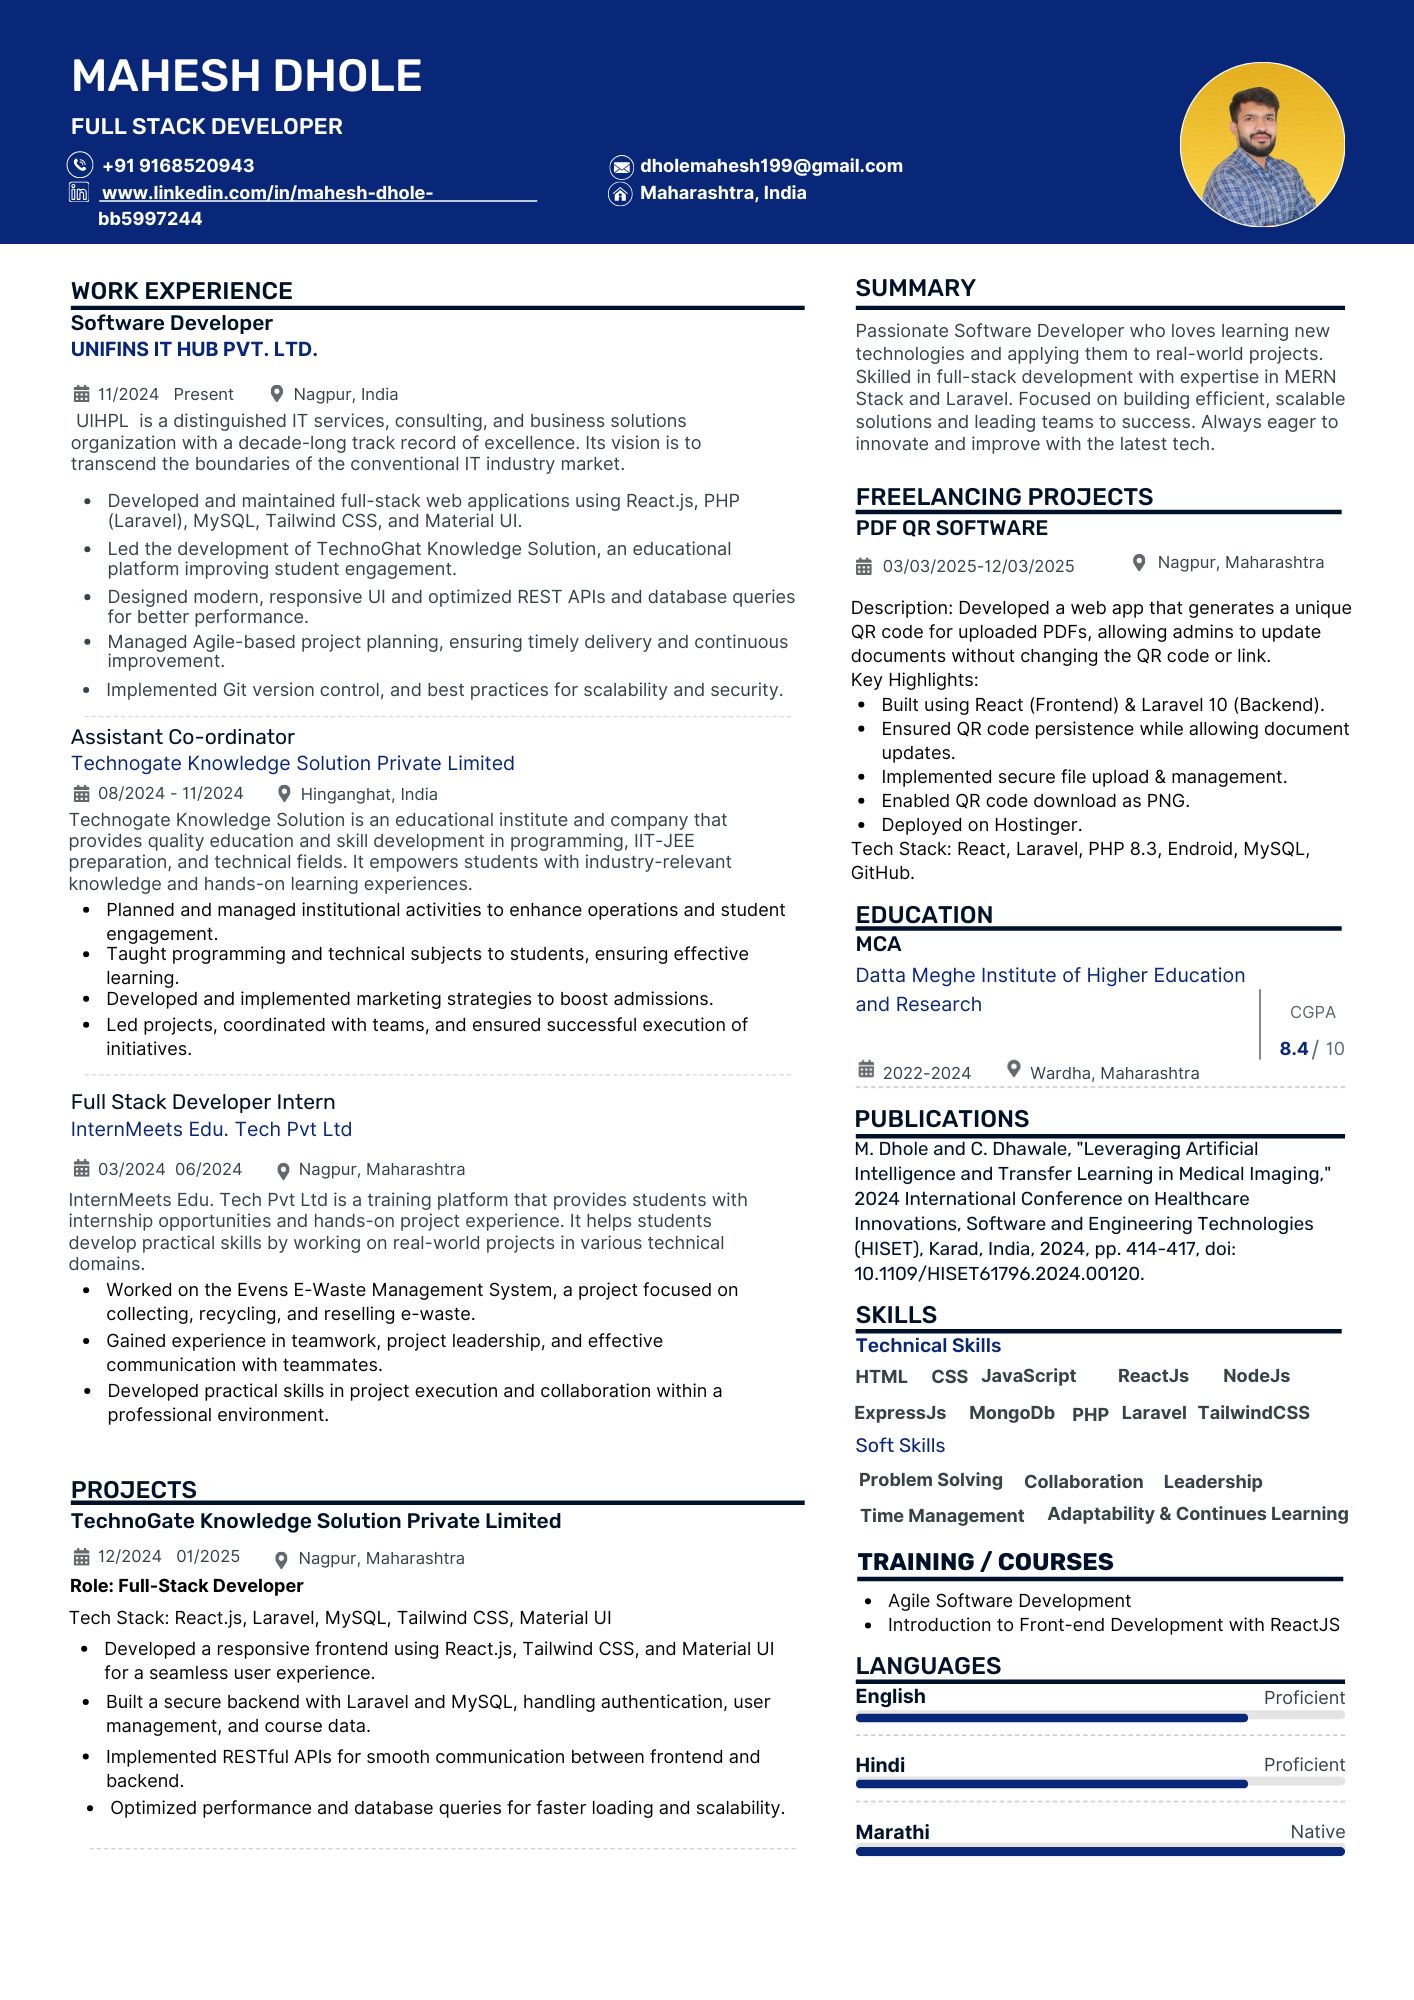 MAHESH DHOLE
FULL STACK DEVELOPER
+91 9168520943
www.linkedin.com/in/mahesh-dhole-
bb5997244
dholemahesh199@gmail.com
Maharashtra, India
WORK EXPERIENCE
Software Developer
UNIFINS IT HUB PVT. LTD.
11/2024 Present Nagpur, India
UIHPL is a distinguished IT services, consulting, and business solutions
organization with a decade-long track record of excellence. Its vision is to
transcend the boundaries of the conventional IT industry market.
• Developed and maintained full-stack web applications using React.js, PHP
(Laravel), MySQL, Tailwind CSS, and Material UI.
• Led the development of TechnoGhat Knowledge Solution, an educational
platform improving student engagement.
• Designed modern, responsive UI and optimized REST APIs and database queries
for better performance.
• Managed Agile-based project planning, ensuring timely delivery and continuous
improvement.
• Implemented Git version control, and best practices for scalability and security.
Assistant Co-ordinator
Technogate Knowledge Solution Private Limited
08/2024 - 11/2024 Hinganghat, India
Technogate Knowledge Solution is an educational institute and company that
provides quality education and skill development in programming, IIT-JEE
preparation, and technical fields. It empowers students with industry-relevant
knowledge and hands-on learning experiences.
• Planned and managed institutional activities to enhance operations and student
engagement.
• Taught programming and technical subjects to students, ensuring effective
learning.
• Developed and implemented marketing strategies to boost admissions.
• Led projects, coordinated with teams, and ensured successful execution of
initiatives.
Full Stack Developer Intern
InternMeets Edu. Tech Pvt Ltd
03/2024 06/2024 Nagpur, Maharashtra
InternMeets Edu. Tech Pvt Ltd is a training platform that provides students with
internship opportunities and hands-on project experience. It helps students
develop practical skills by working on real-world projects in various technical
domains.
• Worked on the Evens E-Waste Management System, a project focused on
collecting, recycling, and reselling e-waste.
• Gained experience in teamwork, project leadership, and effective
communication with teammates.
• Developed practical skills in project execution and collaboration within a
professional environment.
PROJECTS
TechnoGate Knowledge Solution Private Limited
12/2024 01/2025 Nagpur, Maharashtra
Role: Full-Stack Developer
Tech Stack: React.js, Laravel, MySQL, Tailwind CSS, Material UI
• Developed a responsive frontend using React.js, Tailwind CSS, and Material UI
for a seamless user experience.
• Built a secure backend with Laravel and MySQL, handling authentication, user
management, and course data.
• Implemented RESTful APIs for smooth communication between frontend and
backend.
• Optimized performance and database queries for faster loading and scalability.
SUMMARY
Passionate Software Developer who loves learning new
technologies and applying them to real-world projects.
Skilled in full-stack development with expertise in MERN
Stack and Laravel. Focused on building efficient, scalable
solutions and leading teams to success. Always eager to
innovate and improve with the latest tech.
FREELANCING PROJECTS
PDF QR SOFTWARE
03/03/2025-12/03/2025 Nagpur, Maharashtra
Description: Developed a web app that generates a unique
QR code for uploaded PDFs, allowing admins to update
documents without changing the QR code or link.
Key Highlights:
• Built using React (Frontend) & Laravel 10 (Backend).
• Ensured QR code persistence while allowing document
updates.
• Implemented secure file upload & management.
• Enabled QR code download as PNG.
• Deployed on Hostinger.
Tech Stack: React, Laravel, PHP 8.3, Endroid, MySQL,
GitHub.
EDUCATION
MCA
Datta Meghe Institute of Higher Education
and Research
CGPA
8.4 / 10
2022-2024 Wardha, Maharashtra
PUBLICATIONS
M. Dhole and C. Dhawale, "Leveraging Artificial
Intelligence and Transfer Learning in Medical Imaging,"
2024 International Conference on Healthcare
Innovations, Software and Engineering Technologies
(HISET), Karad, India, 2024, pp. 414-417, doi:
10.1109/HISET61796.2024.00120.
SKILLS
Technical Skills
HTML CSS JavaScript ReactJs NodeJs
ExpressJs MongoDb PHP Laravel TailwindCSS
Soft Skills
Problem Solving Collaboration Leadership
Time Management Adaptability & Continues Learning
TRAINING / COURSES
• Agile Software Development
• Introduction to Front-end Development with ReactJS
LANGUAGES
English Proficient
Hindi Proficient
Marathi Native